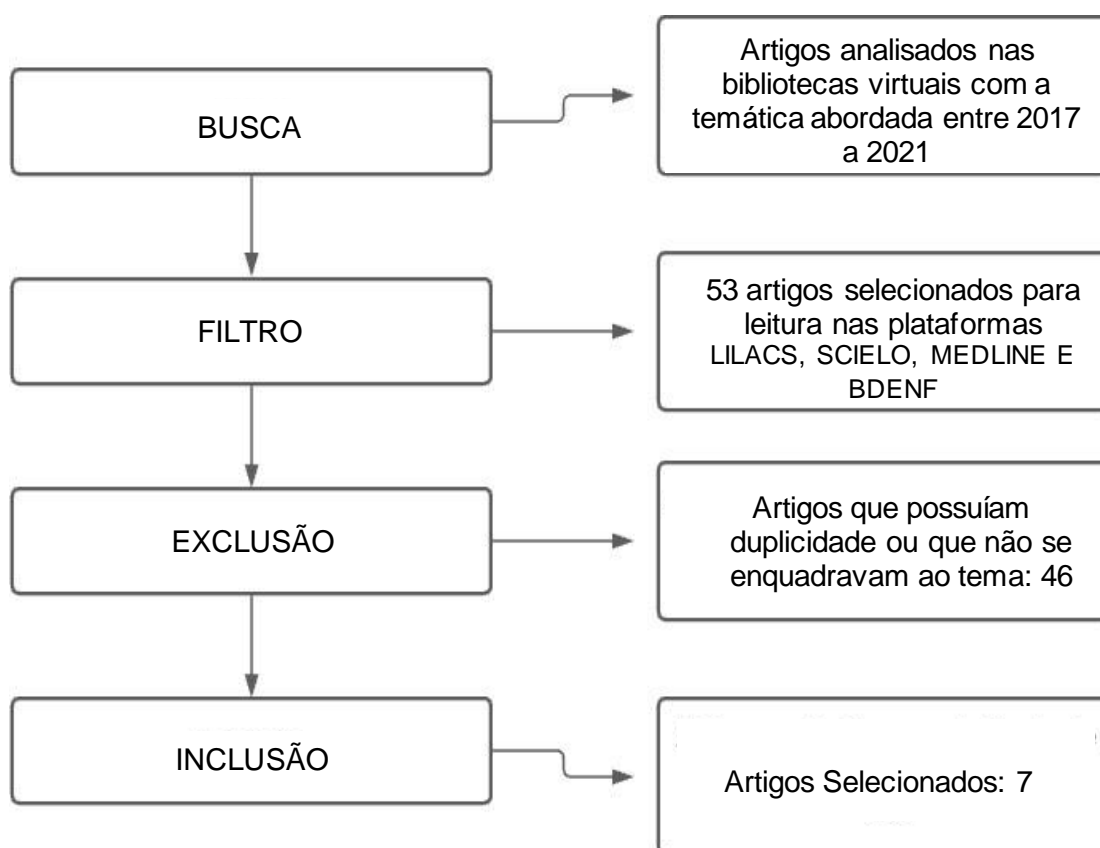 BUSCA
Artigos analisados nas
bibliotecas virtuais com a
temática abordada entre 2017
a 2021
FILTRO
53 artigos selecionados para
leitura nas plataformas
LILACS, SCIELO, MEDLINE E
BDENF
EXCLUSÃO
Artigos que possuíam
duplicidade ou que não se
enquadravam ao tema: 46
INCLUSÃO
Artigos Selecionados: 7